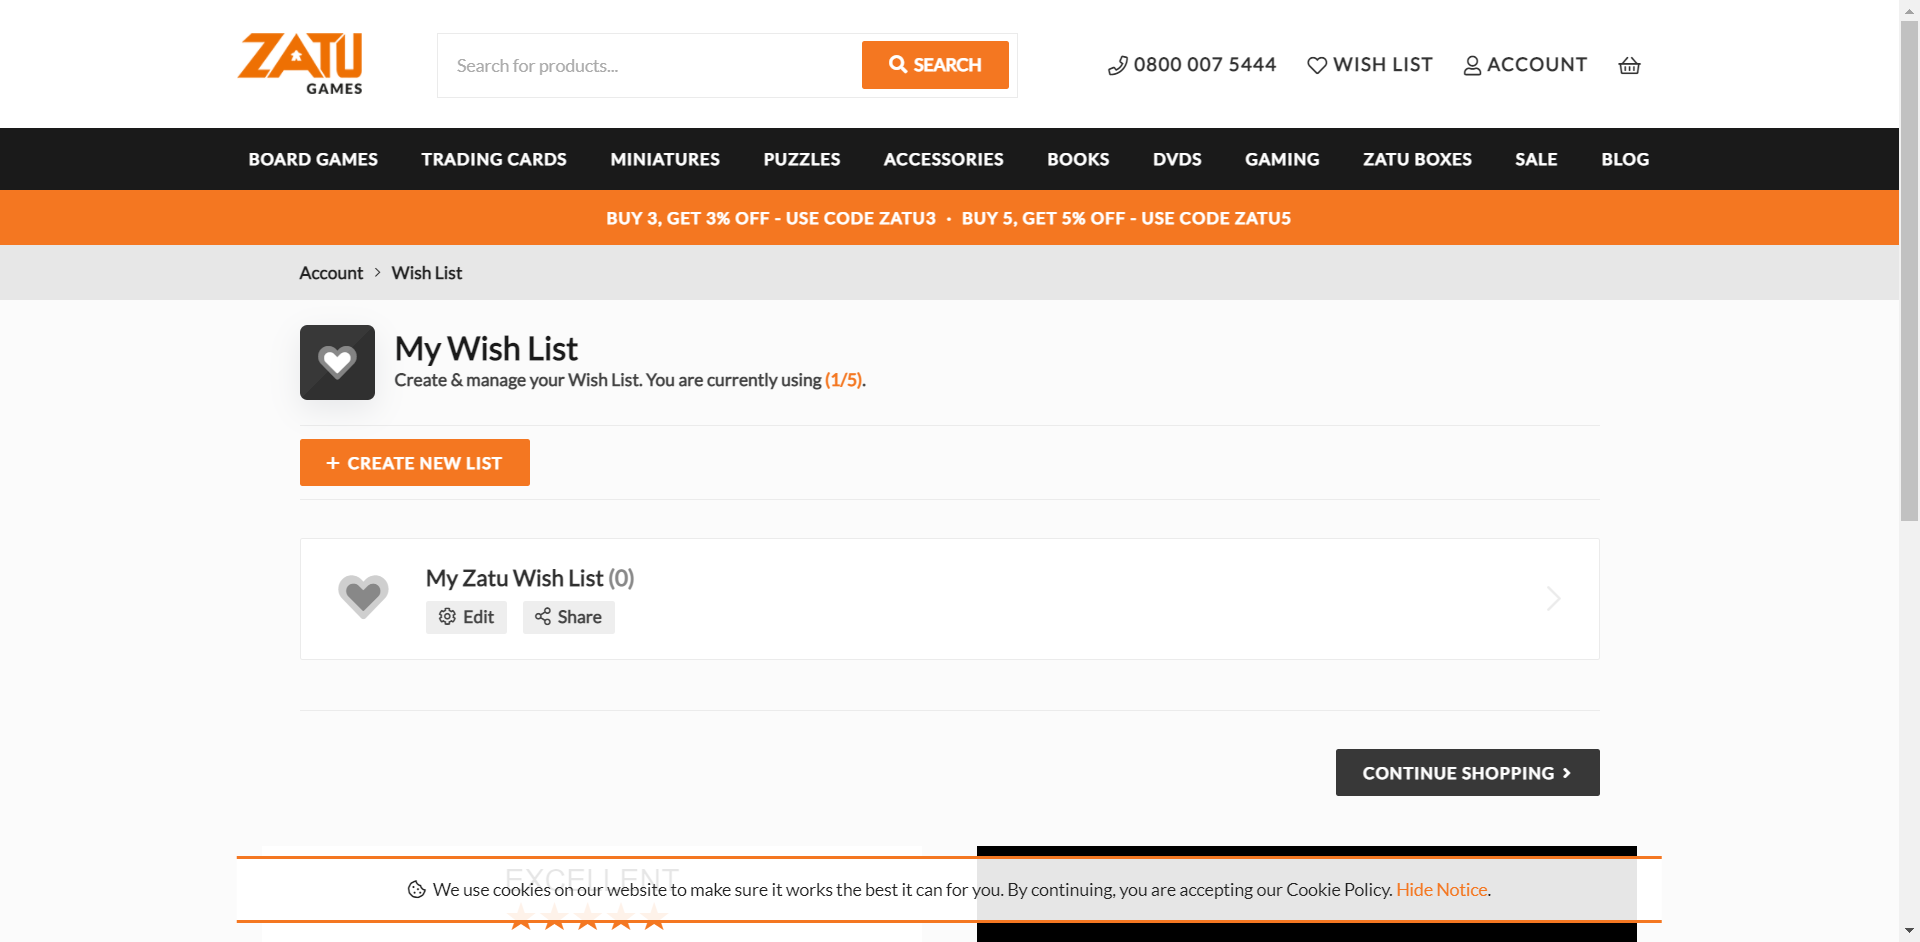 ZATU
GAMES
Search for products...
SEARCH
0800 007 5444
WISH LIST
ACCOUNT
BOARD GAMES
TRADING CARDS
MINIATURES
PUZZLES
ACCESSORIES
BOOKS
DVDS
GAMING
ZATU BOXES
SALE
BLOG
BUY 3, GET 3% OFF - USE CODE ZATU3 · BUY 5, GET 5% OFF - USE CODE ZATU5
Account > Wish List
My Wish List
Create & manage your Wish List. You are currently using (1/5).
+ CREATE NEW LIST
My Zatu Wish List (0)
Edit
Share
CONTINUE SHOPPING >
EXCELLENT
We use cookies on our website to make sure it works the best it can for you. By continuing, you are accepting our Cookie Policy. Hide Notice.